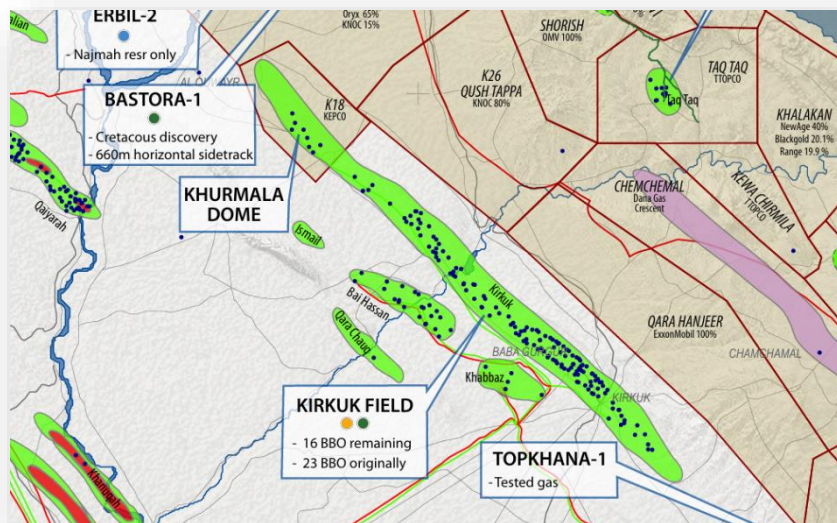 ERBIL-2
- Najmah resr only
BASTORA-1
- Cretacous discovery
- 660m horizontal sidetrack
KHURMALA
DOME
K18
KEPCO
Oryx 65%
KNOC 15%
K26
QUSH TAPPA
KNOC 80%
SHORISH
OMV 100%
TAQ TAQ
TTOPCO
Taq Taq
KHALAKAN
NewAge 40%
Blackgold 20.1%
Range 19.9 %
CHEMCHEMAL
Dana Gas
Crescent
KEWA CHIRMILA
TTOPCO
Qaiyarah
Ismail
Bai Hassan
Kirkuk
Qara Chauq
QARA HANJEER
ExxonMobil 100%
CHAMCHAMAL
Khabbaz
KIRKUK
KIRKUK FIELD
- 16 BBO remaining
- 23 BBO originally
TOPKHANA-1
- Tested gas
Khanuqah